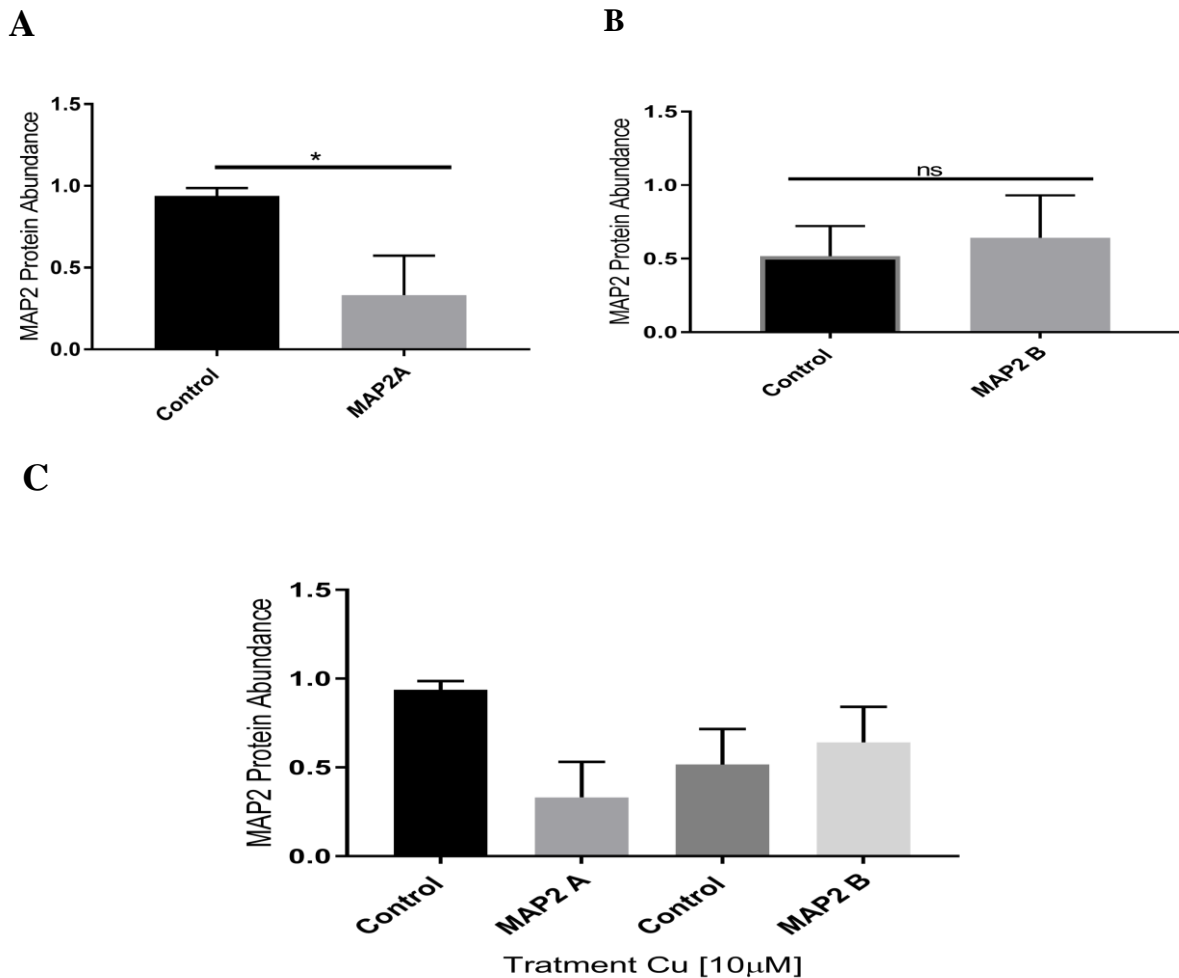 A
B
MAP2 Protein Abundance
1.5
1.0
0.5
0.0
*
Control
MAP2A
MAP2 Protein Abundance
1.5
1.0
0.5
0.0
ns
Control
MAP2 B
C
MAP2 Protein Abundance
1.5
1.0
0.5
0.0
Control
MAP2 A
Control
MAP2 B
Tratment Cu [10µM]